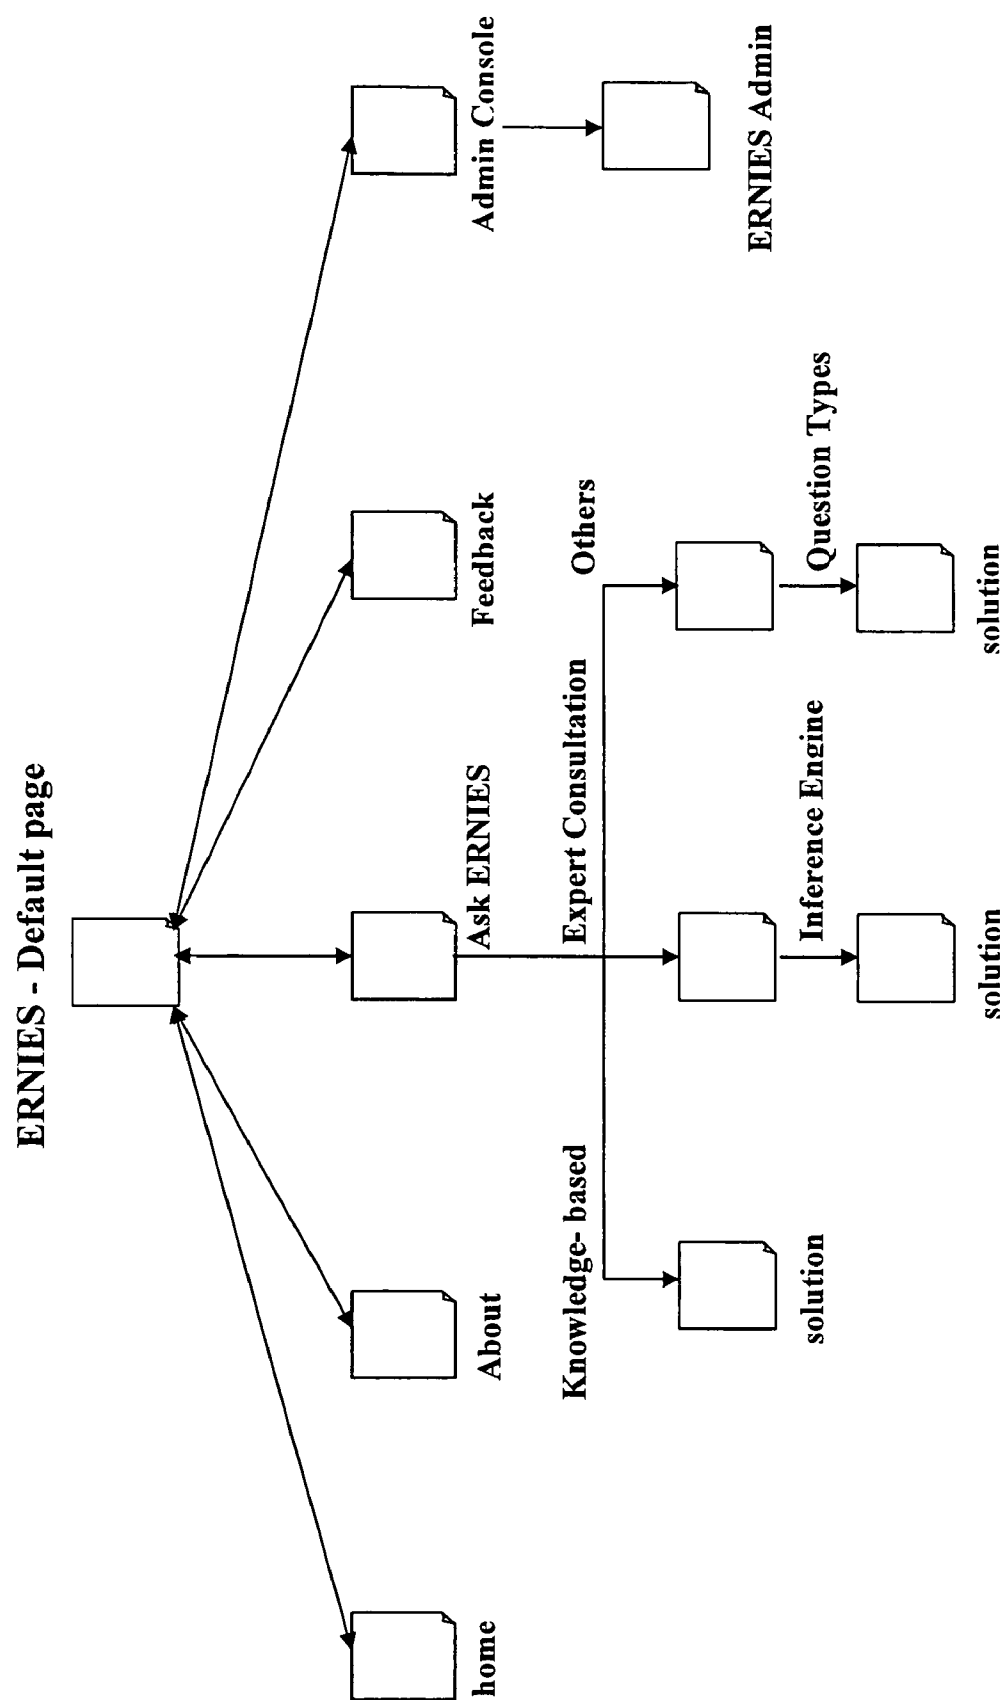 ERNIES - Default page
home
About
Ask ERNIES
Feedback
Admin Console
Knowledge- based
Expert Consultation
Others
ERNIES Admin
solution
Inference Engine
Question Types
solution
solution